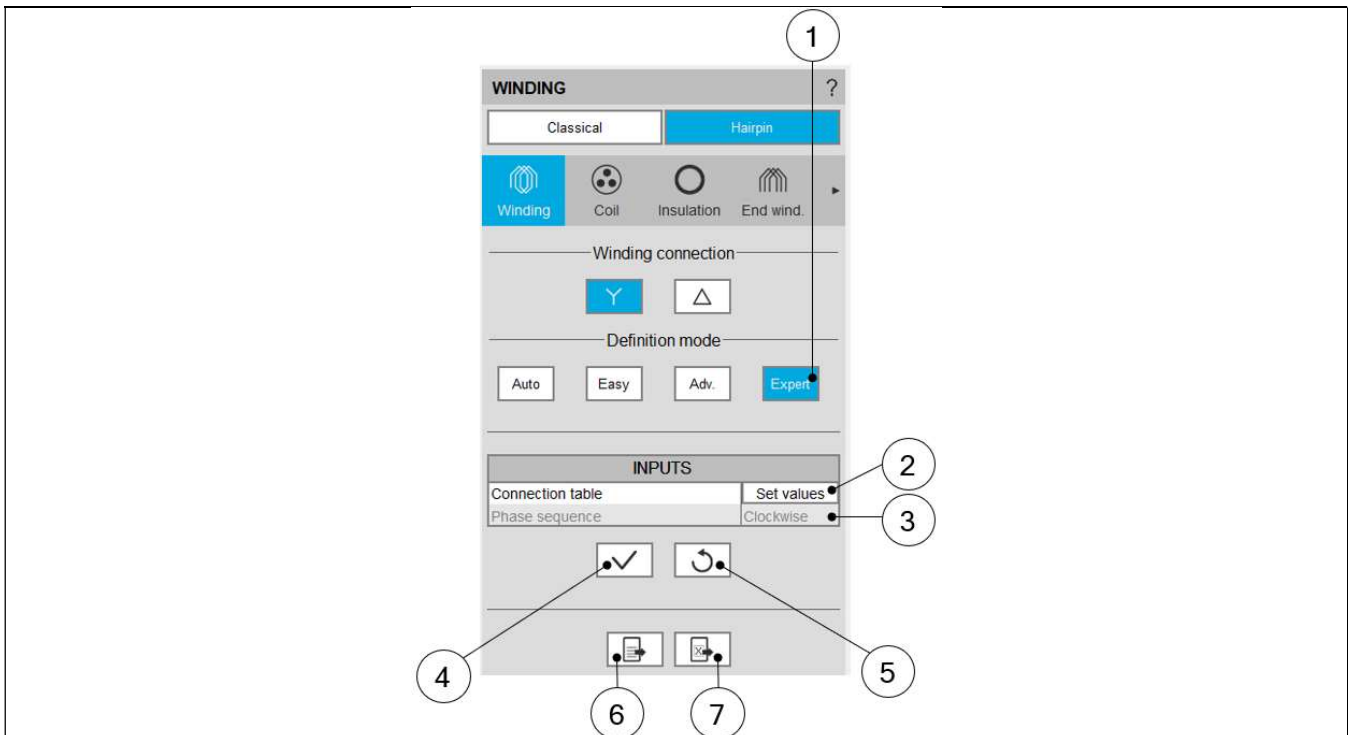 1
WINDING ?
Classical Hairpin
Winding Coil Insulation End wind.
Winding connection
Definition mode
Auto Easy Adv. Expert
INPUTS
2
Connection table Set values
Phase sequence Clockwise
3
4
5
6
7